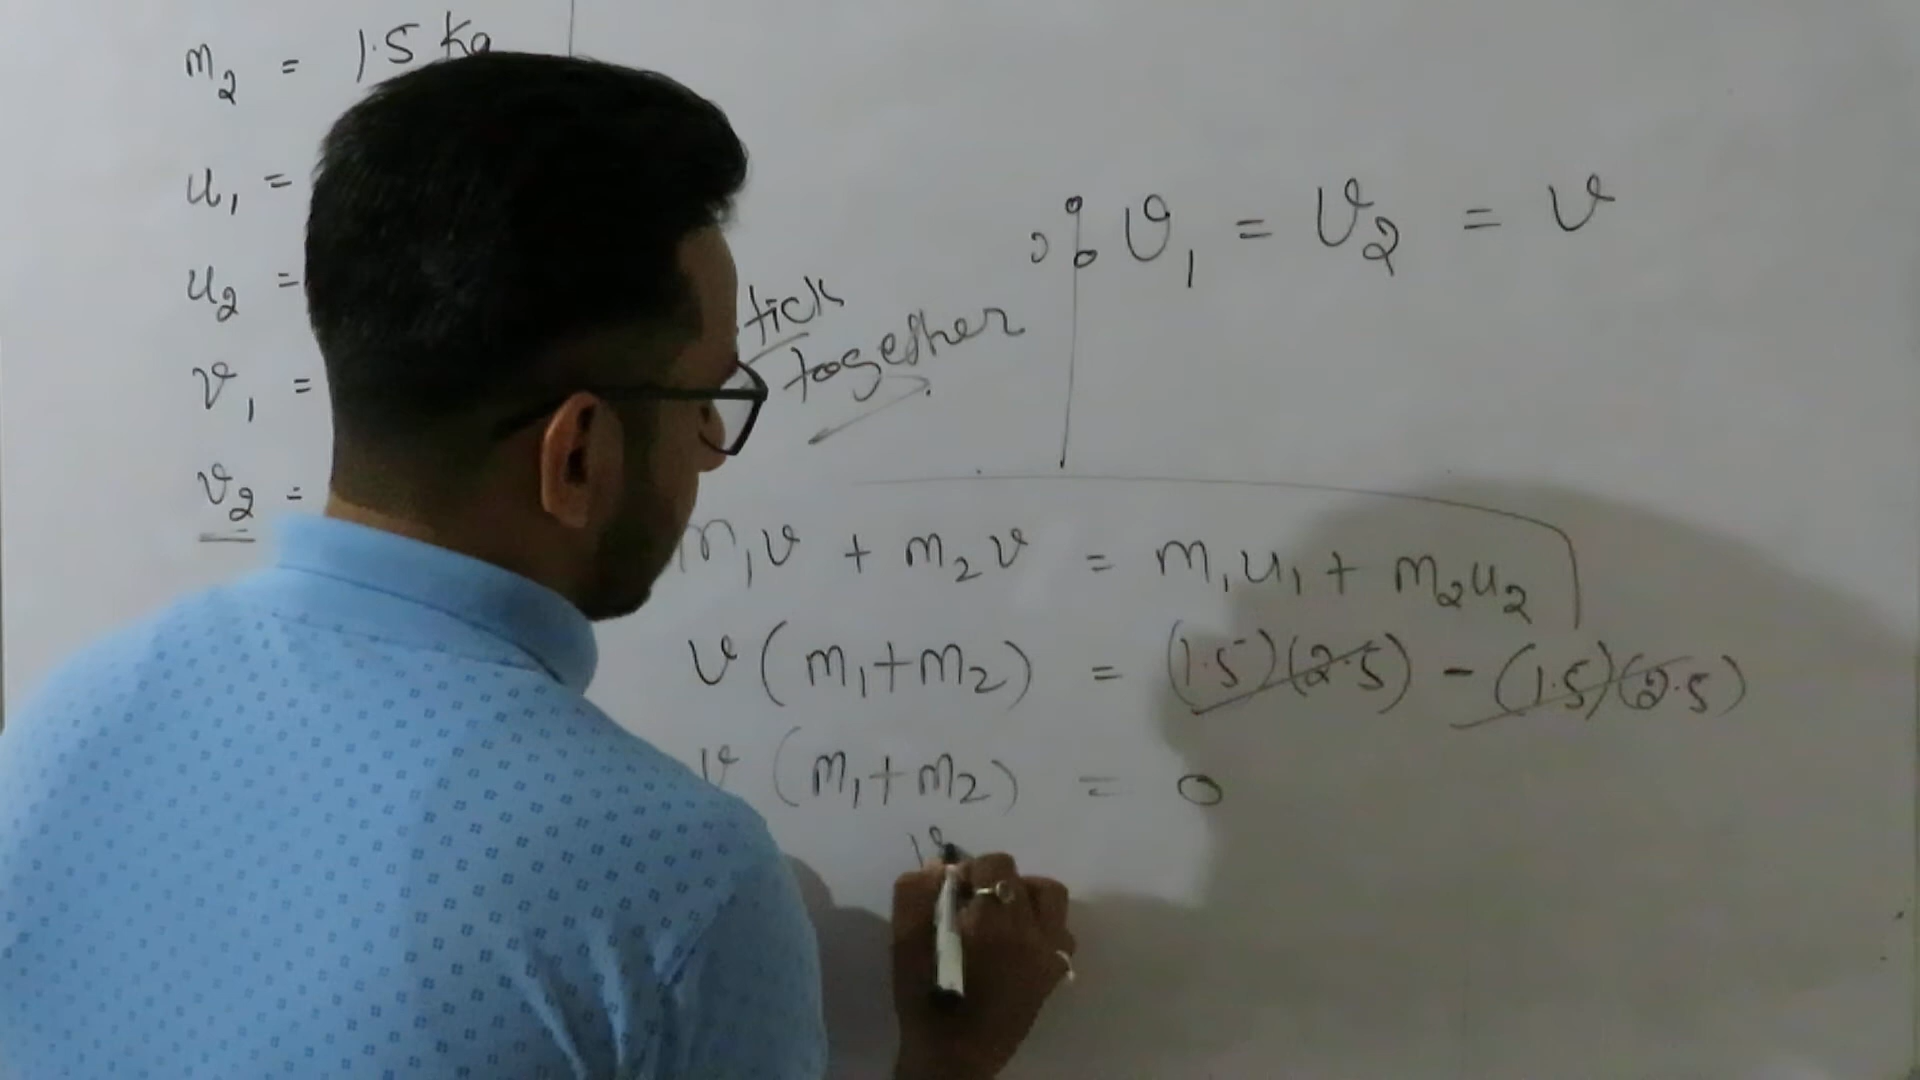 m₂ = 1.5 Kg
u₁ =
u₂ =
v₁ =
v₂ =
tick
together
v₁ = v₂ = v
m₁v + m₂v = m₁u₁ + m₂u₂
v(m₁+m₂) = (1.5)(2.5) - (1.5)(2.5)
v (m₁+m₂) = 0
v